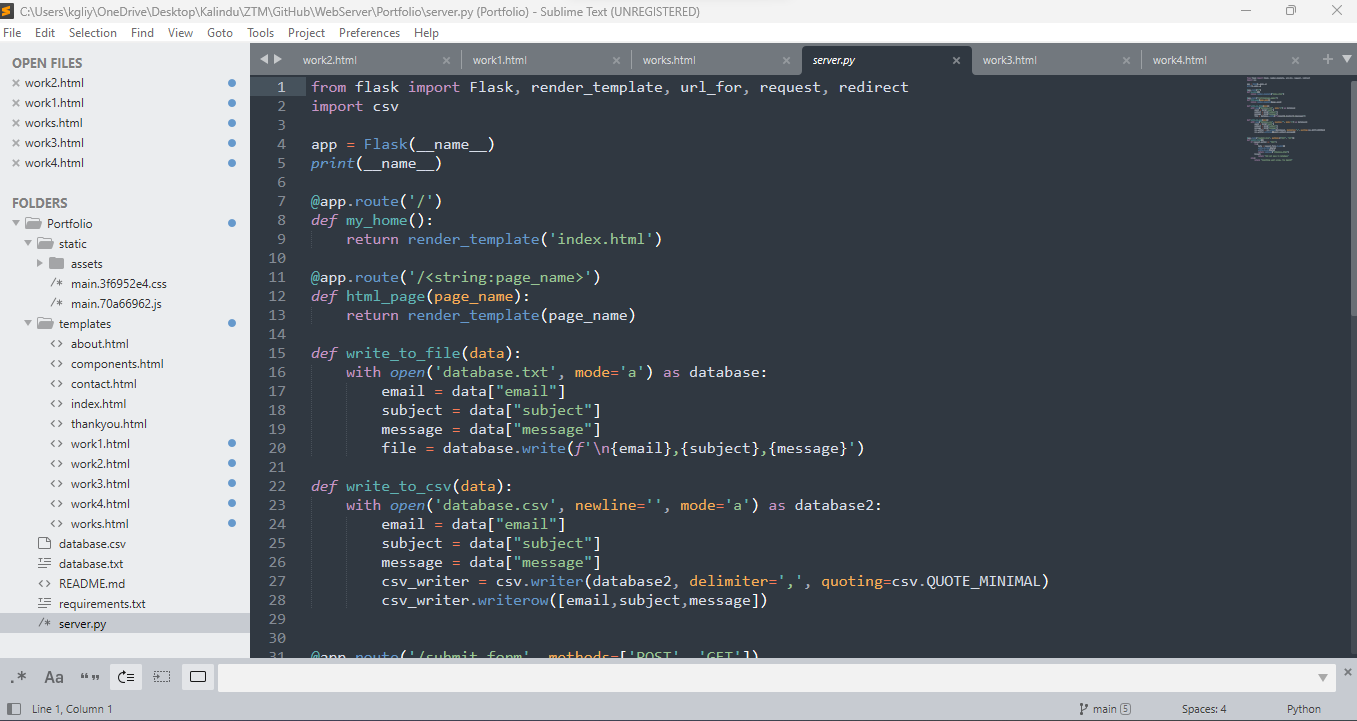 C:\Users\kgliy\OneDrive\Desktop\Kalindu\ZTM\GitHub\WebServer\Portfolio\server.py (Portfolio) - Sublime Text (UNREGISTERED)
File Edit Selection Find View Goto Tools Project Preferences Help
OPEN FILES
work2.html
work1.html
works.html
work3.html
work4.html
FOLDERS
Portfolio
static
assets
/* main.3f6952e4.css
/* main.70a66962.js
templates
<> about.html
<> components.html
<> contact.html
<> index.html
<> thankyou.html
<> work1.html
<> work2.html
<> work3.html
<> work4.html
<> works.html
database.csv
database.txt
<> README.md
requirements.txt
/* server.py
work2.html work1.html works.html server.py work3.html work4.html
1 from flask import Flask, render_template, url_for, request, redirect
2 import csv
3
4 app = Flask(__name__)
5 print(__name__)
6
7 @app.route('/')
8 def my_home():
9     return render_template('index.html')
10
11 @app.route('/<string:page_name>')
12 def html_page(page_name):
13     return render_template(page_name)
14
15 def write_to_file(data):
16     with open('database.txt', mode='a') as database:
17         email = data["email"]
18         subject = data["subject"]
19         message = data["message"]
20         file = database.write(f'\n{email},{subject},{message}')
21
22 def write_to_csv(data):
23     with open('database.csv', newline='', mode='a') as database2:
24         email = data["email"]
25         subject = data["subject"]
26         message = data["message"]
27         csv_writer = csv.writer(database2, delimiter=',', quoting=csv.QUOTE_MINIMAL)
28         csv_writer.writerow([email,subject,message])
29
30
31 @app.route('/submit_form', methods=['POST', 'GET'])
.* Aa “”
Line 1, Column 1 main 5 Spaces: 4 Python